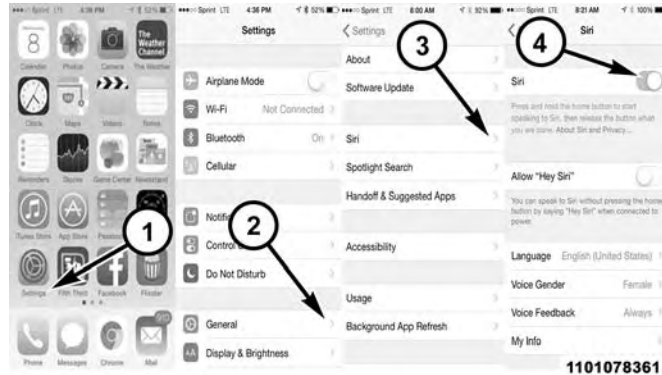 Sprint LTE 4:36 PM 52%
8
The Weather Channel
Calendar Photos Camera The Weather
Clock Maps Videos Notes
Reminders Stocks Game Center Newsstand
iTunes Store App Store
1
Settings Fifth Third Facebook Flixster
Phone Messages Chrome Mail
Sprint LTE 4:36 PM 52%
Settings
Airplane Mode
Wi-Fi Not Connected
Bluetooth On
Cellular
Notific
2
Control
Do Not Disturb
General
Display & Brightness
Sprint LTE 8:00 AM 92%
Settings
3
About
Software Update
Siri
Spotlight Search
Handoff & Suggested Apps
Accessibility
Usage
Background App Refresh
Sprint LTE 8:21 AM 100%
4
Siri
Siri
Press and hold the home button to start
speaking to Siri, then release the button when
you are done. About Siri and Privacy...
Allow "Hey Siri"
You can speak to Siri without pressing the home
button by saying "Hey Siri" when connected to
power.
Language English (United States)
Voice Gender Female
Voice Feedback Always
My Info
1101078361